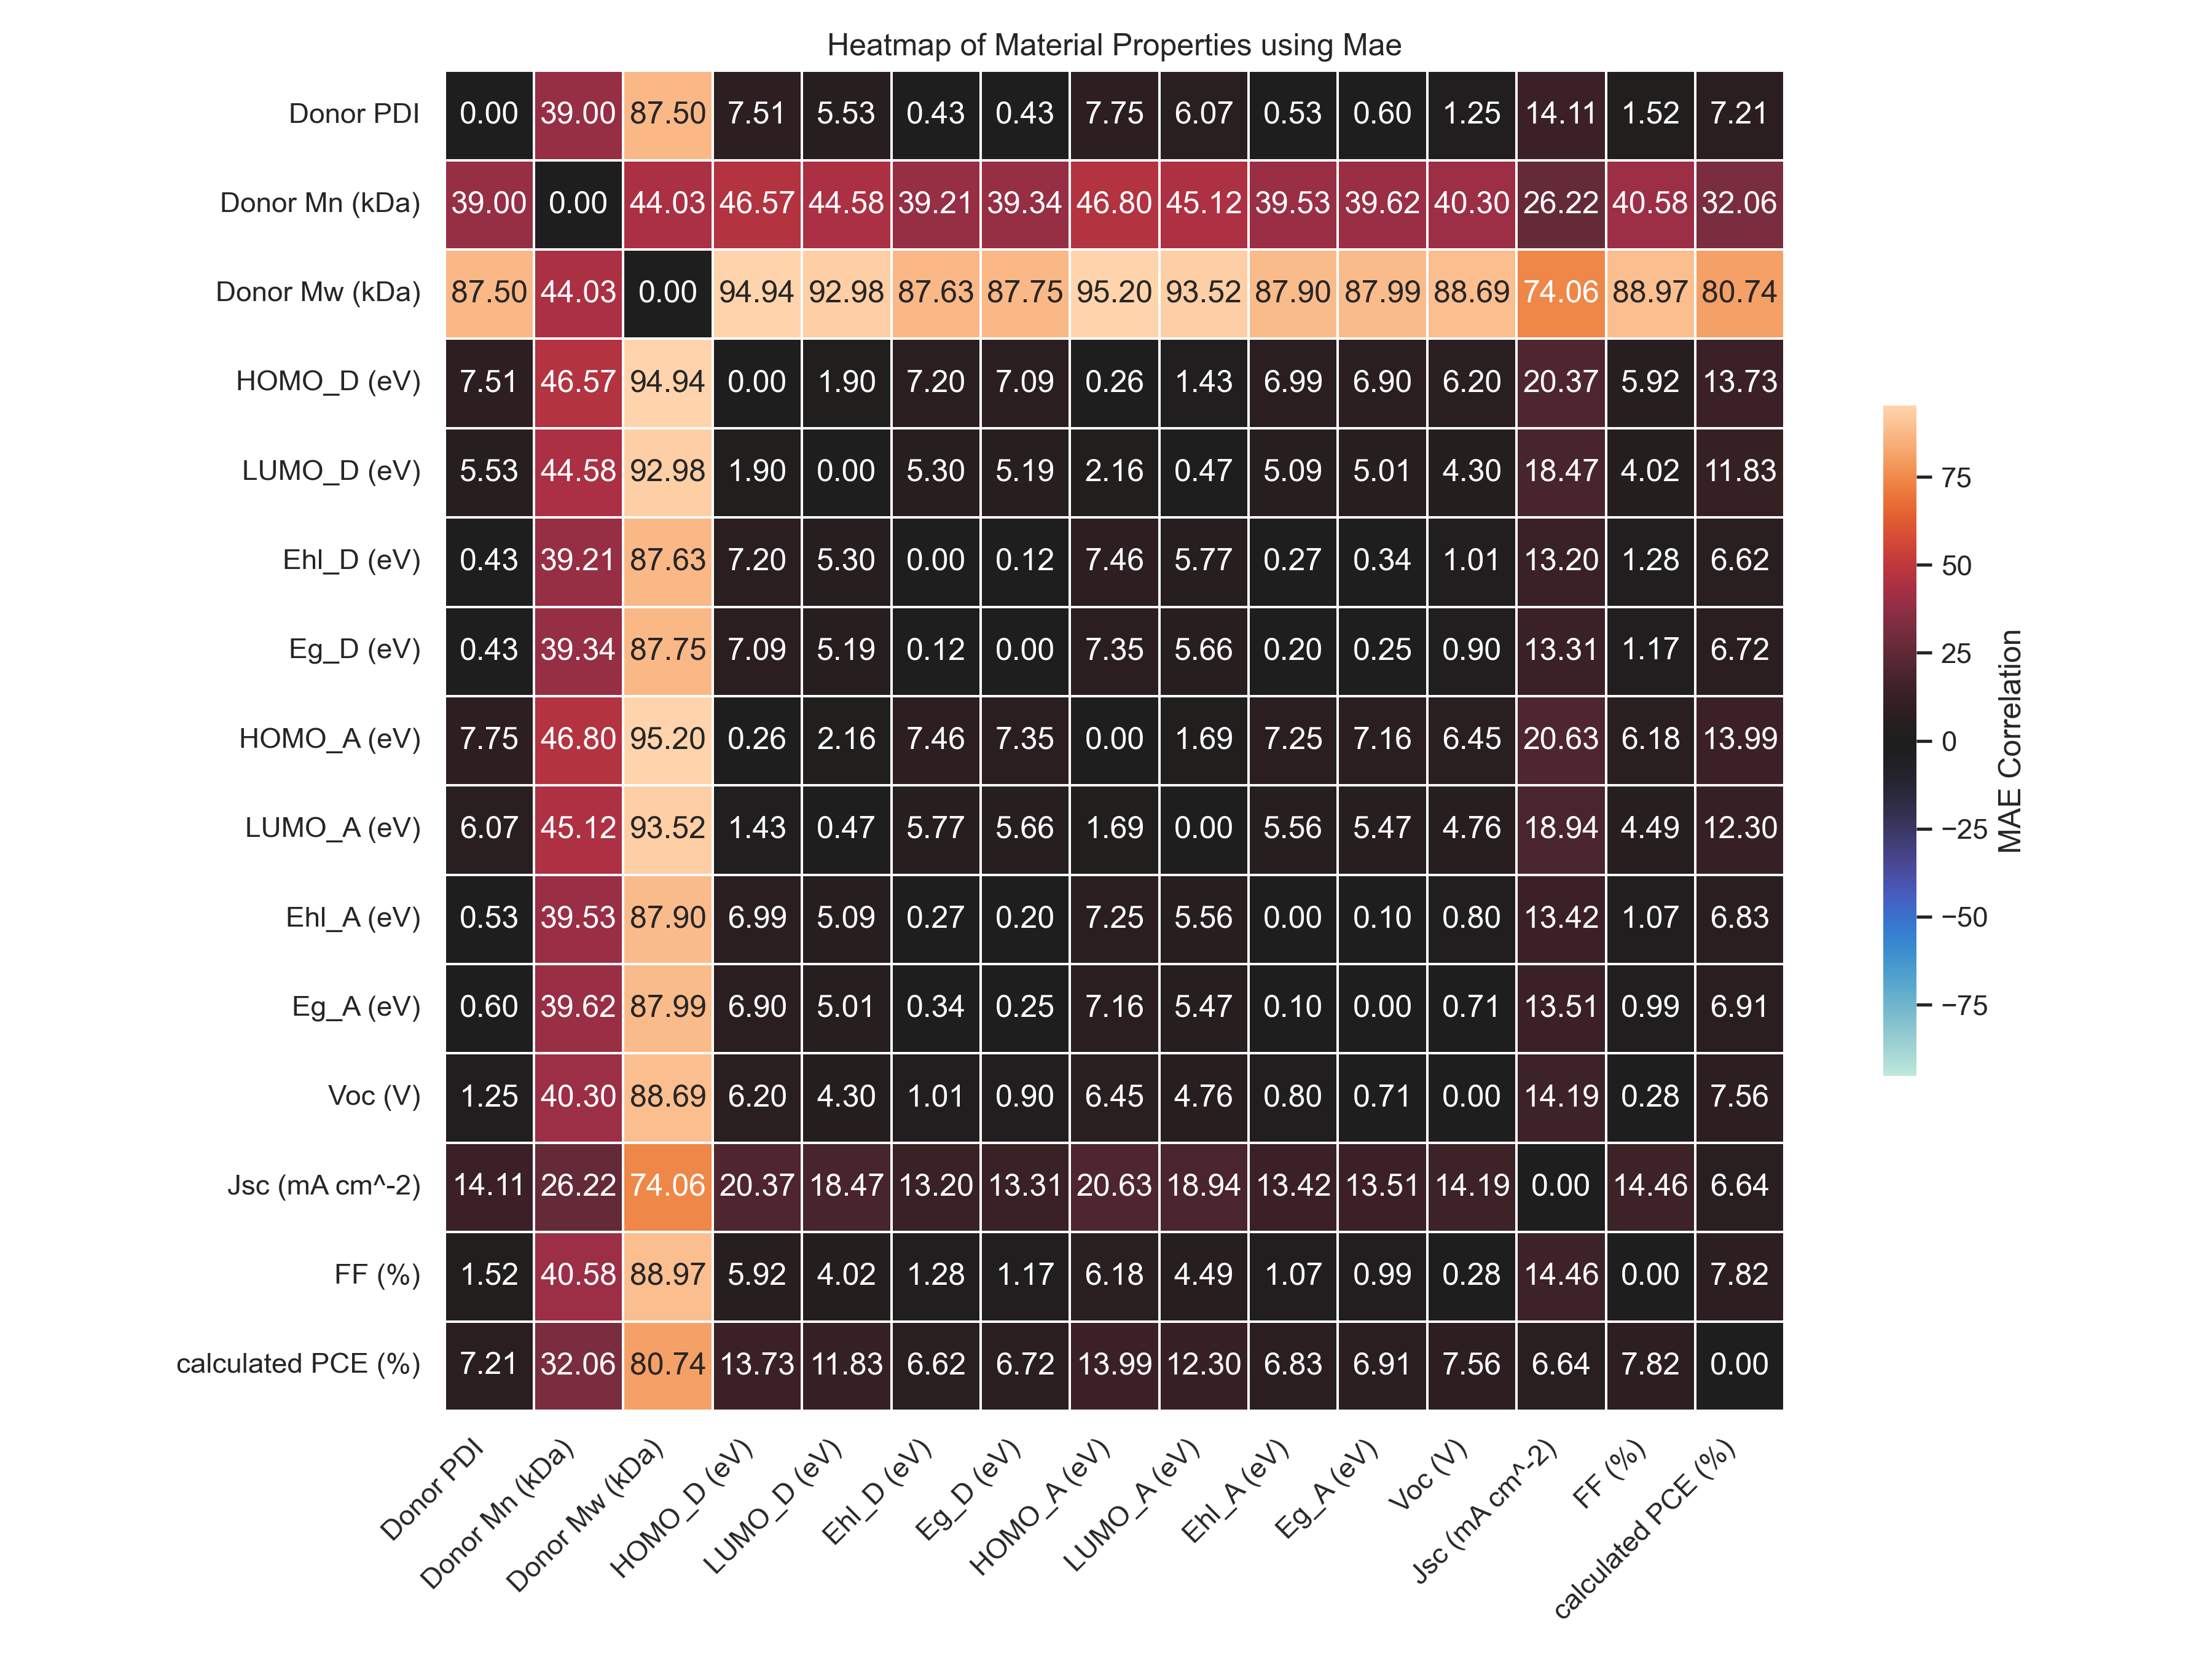 Heatmap of Material Properties using Mae
Donor PDI 0.00 39.00 87.50 7.51 5.53 0.43 0.43 7.75 6.07 0.53 0.60 1.25 14.11 1.52 7.21
Donor Mn (kDa) 39.00 0.00 44.03 46.57 44.58 39.21 39.34 46.80 45.12 39.53 39.62 40.30 26.22 40.58 32.06
Donor Mw (kDa) 87.50 44.03 0.00 94.94 92.98 87.63 87.75 95.20 93.52 87.90 87.99 88.69 74.06 88.97 80.74
HOMO_D (eV) 7.51 46.57 94.94 0.00 1.90 7.20 7.09 0.26 1.43 6.99 6.90 6.20 20.37 5.92 13.73
LUMO_D (eV) 5.53 44.58 92.98 1.90 0.00 5.30 5.19 2.16 0.47 5.09 5.01 4.30 18.47 4.02 11.83
Ehl_D (eV) 0.43 39.21 87.63 7.20 5.30 0.00 0.12 7.46 5.77 0.27 0.34 1.01 13.20 1.28 6.62
Eg_D (eV) 0.43 39.34 87.75 7.09 5.19 0.12 0.00 7.35 5.66 0.20 0.25 0.90 13.31 1.17 6.72
HOMO_A (eV) 7.75 46.80 95.20 0.26 2.16 7.46 7.35 0.00 1.69 7.25 7.16 6.45 20.63 6.18 13.99
LUMO_A (eV) 6.07 45.12 93.52 1.43 0.47 5.77 5.66 1.69 0.00 5.56 5.47 4.76 18.94 4.49 12.30
Ehl_A (eV) 0.53 39.53 87.90 6.99 5.09 0.27 0.20 7.25 5.56 0.00 0.10 0.80 13.42 1.07 6.83
Eg_A (eV) 0.60 39.62 87.99 6.90 5.01 0.34 0.25 7.16 5.47 0.10 0.00 0.71 13.51 0.99 6.91
Voc (V) 1.25 40.30 88.69 6.20 4.30 1.01 0.90 6.45 4.76 0.80 0.71 0.00 14.19 0.28 7.56
Jsc (mA cm^-2) 14.11 26.22 74.06 20.37 18.47 13.20 13.31 20.63 18.94 13.42 13.51 14.19 0.00 14.46 6.64
FF (%) 1.52 40.58 88.97 5.92 4.02 1.28 1.17 6.18 4.49 1.07 0.99 0.28 14.46 0.00 7.82
calculated PCE (%) 7.21 32.06 80.74 13.73 11.83 6.62 6.72 13.99 12.30 6.83 6.91 7.56 6.64 7.82 0.00
Donor PDI
Donor Mn (kDa)
Donor Mw (kDa)
HOMO_D (eV)
LUMO_D (eV)
Ehl_D (eV)
Eg_D (eV)
HOMO_A (eV)
LUMO_A (eV)
Ehl_A (eV)
Eg_A (eV)
Voc (V)
Jsc (mA cm^-2)
FF (%)
calculated PCE (%)
75
50
25
0
−25
−50
−75
MAE Correlation